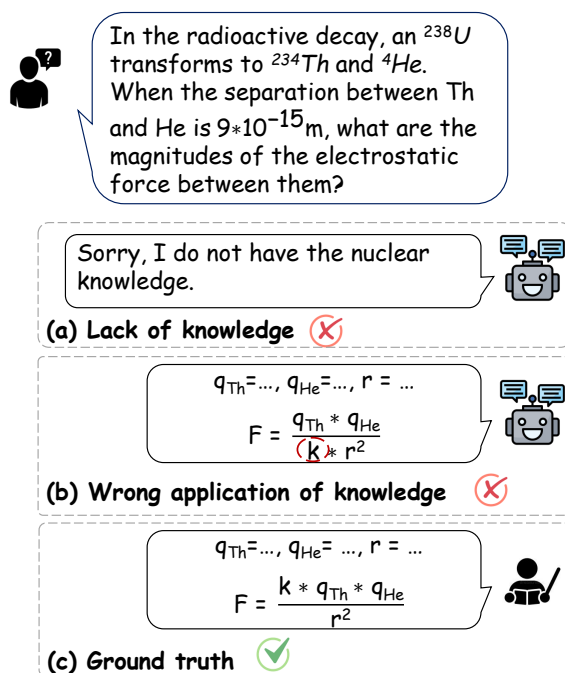 ?
In the radioactive decay, an ²³⁸U
transforms to ²³⁴Th and ⁴He.
When the separation between Th
and He is 9*10⁻¹⁵m, what are the
magnitudes of the electrostatic
force between them?
Sorry, I do not have the nuclear
knowledge.
(a) Lack of knowledge
q_Th=..., q_He=..., r = ...
F = (q_Th * q_He) / (k * r²)
(b) Wrong application of knowledge
q_Th=..., q_He= ..., r = ...
F = (k * q_Th * q_He) / r²
(c) Ground truth